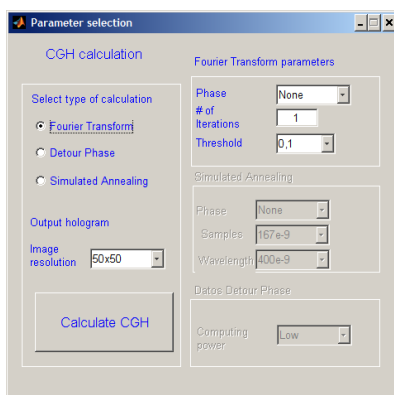 Parameter selection
CGH calculation
Select type of calculation
Fourier Transform
Detour Phase
Simulated Annealing
Output hologram
Image
resolution
50x50
Calculate CGH
Fourier Transform parameters
Phase
None
# of
Iterations
1
Threshold
0,1
Simulated Annealing
Phase
None
Samples
167e-9
Wavelength
400e-9
Datos Detour Phase
Computing
power
Low